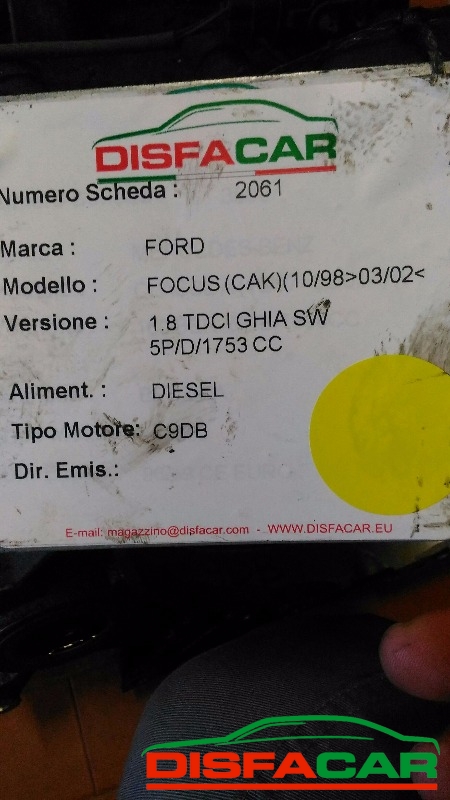 DISFACAR
Numero Scheda : 2061
Marca : FORD
Modello : FOCUS (CAK)(10/98>03/02<
Versione : 1.8 TDCI GHIA SW
5P/D/1753 CC
Aliment. : DIESEL
Tipo Motore: C9DB
Dir. Emis.:
E-mail: magazzino@disfacar.com - WWW.DISFACAR.EU
DISFACAR